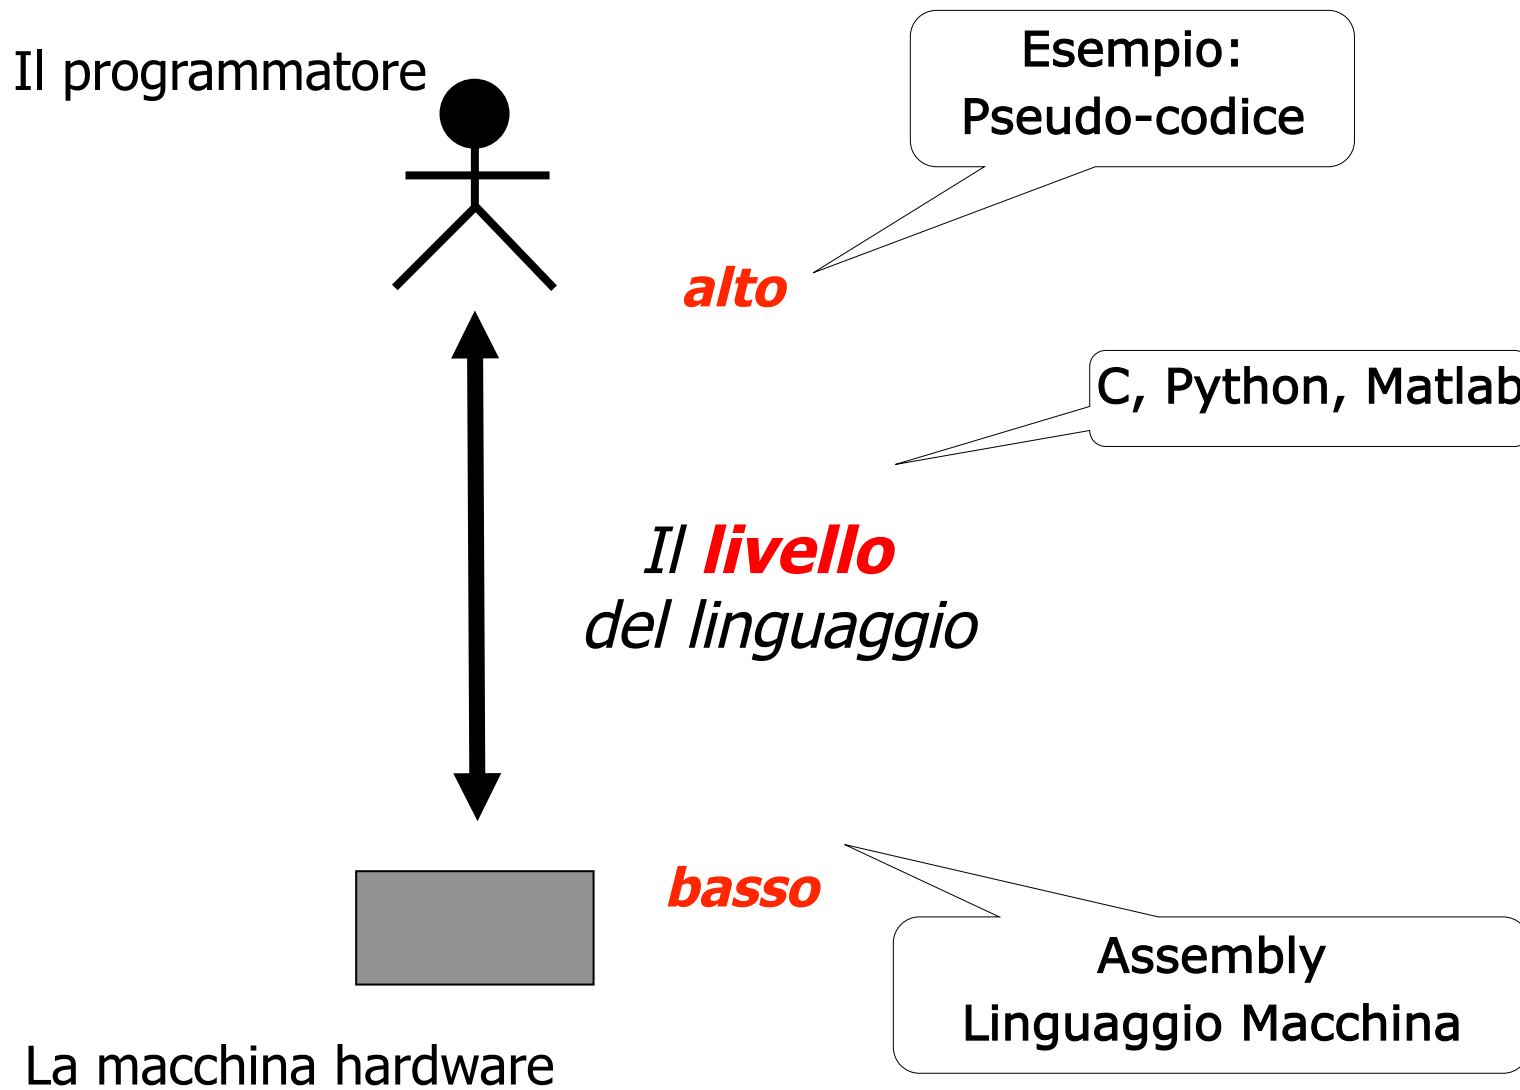 Il programmatore
Esempio:
Pseudo-codice
alto
C, Python, Matlab
Il livello
del linguaggio
basso
Assembly
Linguaggio Macchina
La macchina hardware